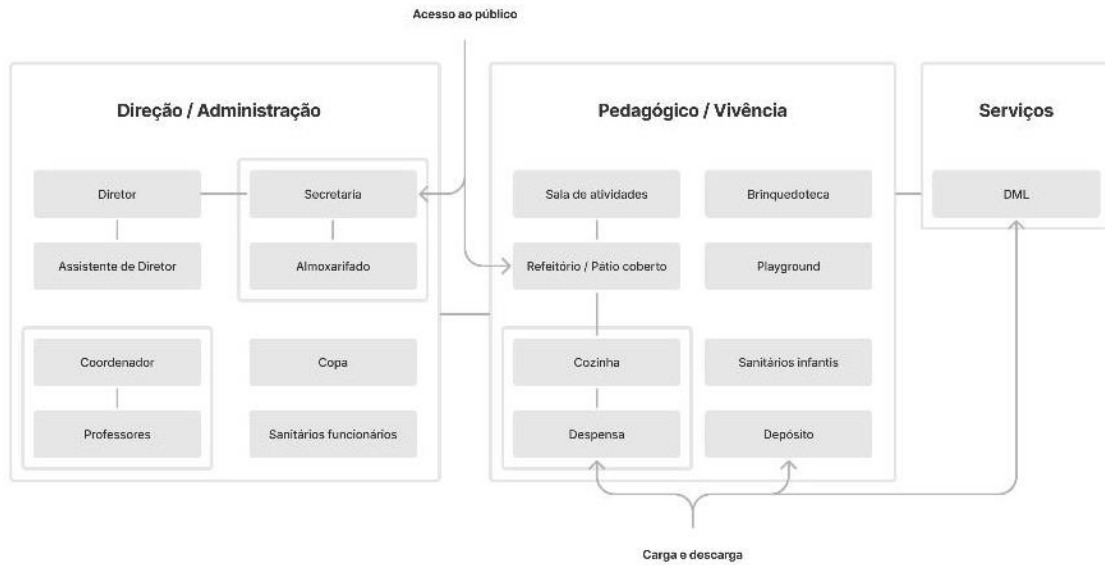 Acesso ao público
Direção / Administração
Diretor
Secretaria
Assistente de Diretor
Almoxarifado
Coordenador
Copa
Professores
Sanitários funcionários
Pedagógico / Vivência
Sala de atividades
Brinquedoteca
Refeitório / Pátio coberto
Playground
Cozinha
Sanitários infantis
Despensa
Depósito
Serviços
DML
Carga e descarga